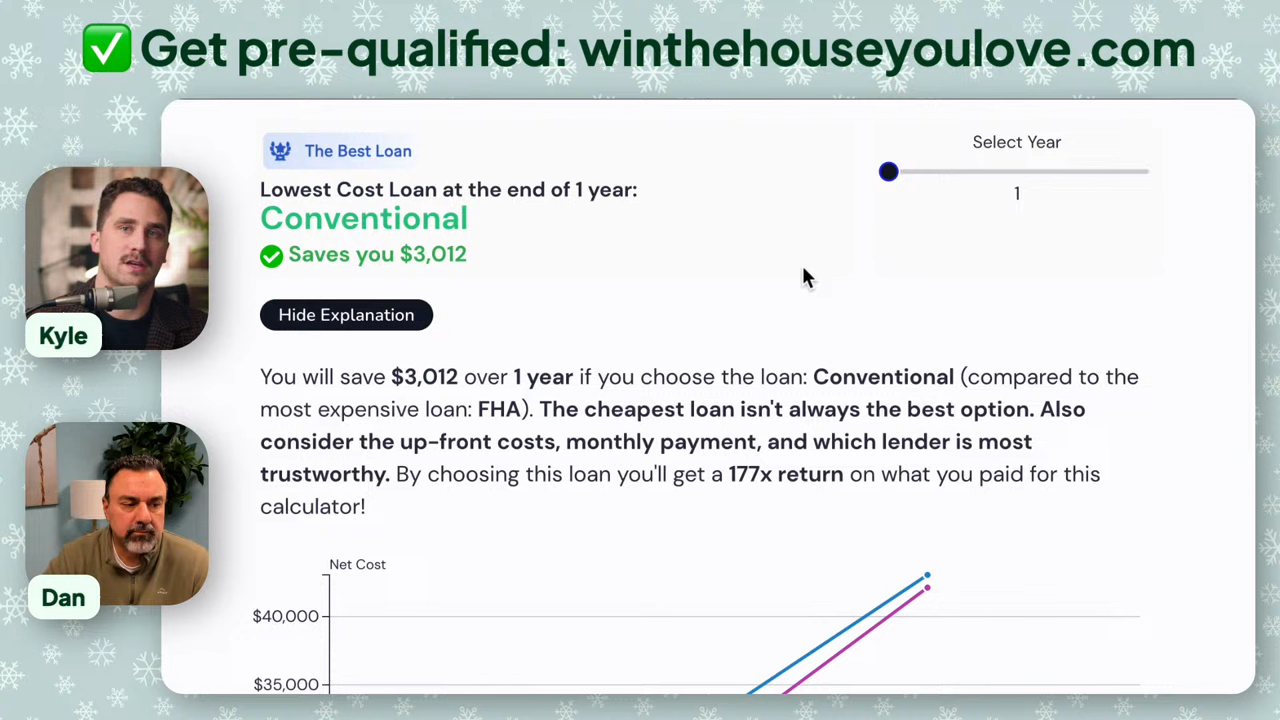 ✅ Get pre-qualified: winthehouseyoulove.com
The Best Loan
Select Year
Lowest Cost Loan at the end of 1 year:
1
Conventional
Saves you $3,012
Hide Explanation
Kyle
You will save $3,012 over 1 year if you choose the loan: Conventional (compared to the
most expensive loan: FHA). The cheapest loan isn't always the best option. Also
consider the up-front costs, monthly payment, and which lender is most
trustworthy. By choosing this loan you'll get a 177x return on what you paid for this
calculator!
Net Cost
Dan
$40,000
$35,000